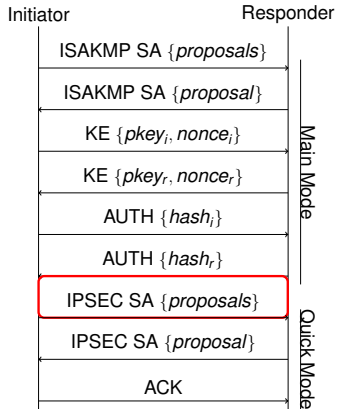 Initiator Responder
ISAKMP SA {proposals}
ISAKMP SA {proposal}
KE {pkeyᵢ, nonceᵢ}
KE {pkeyᵣ, nonceᵣ}
AUTH {hashᵢ}
AUTH {hashᵣ}
Main Mode
IPSEC SA {proposals}
IPSEC SA {proposal}
ACK
Quick Mode